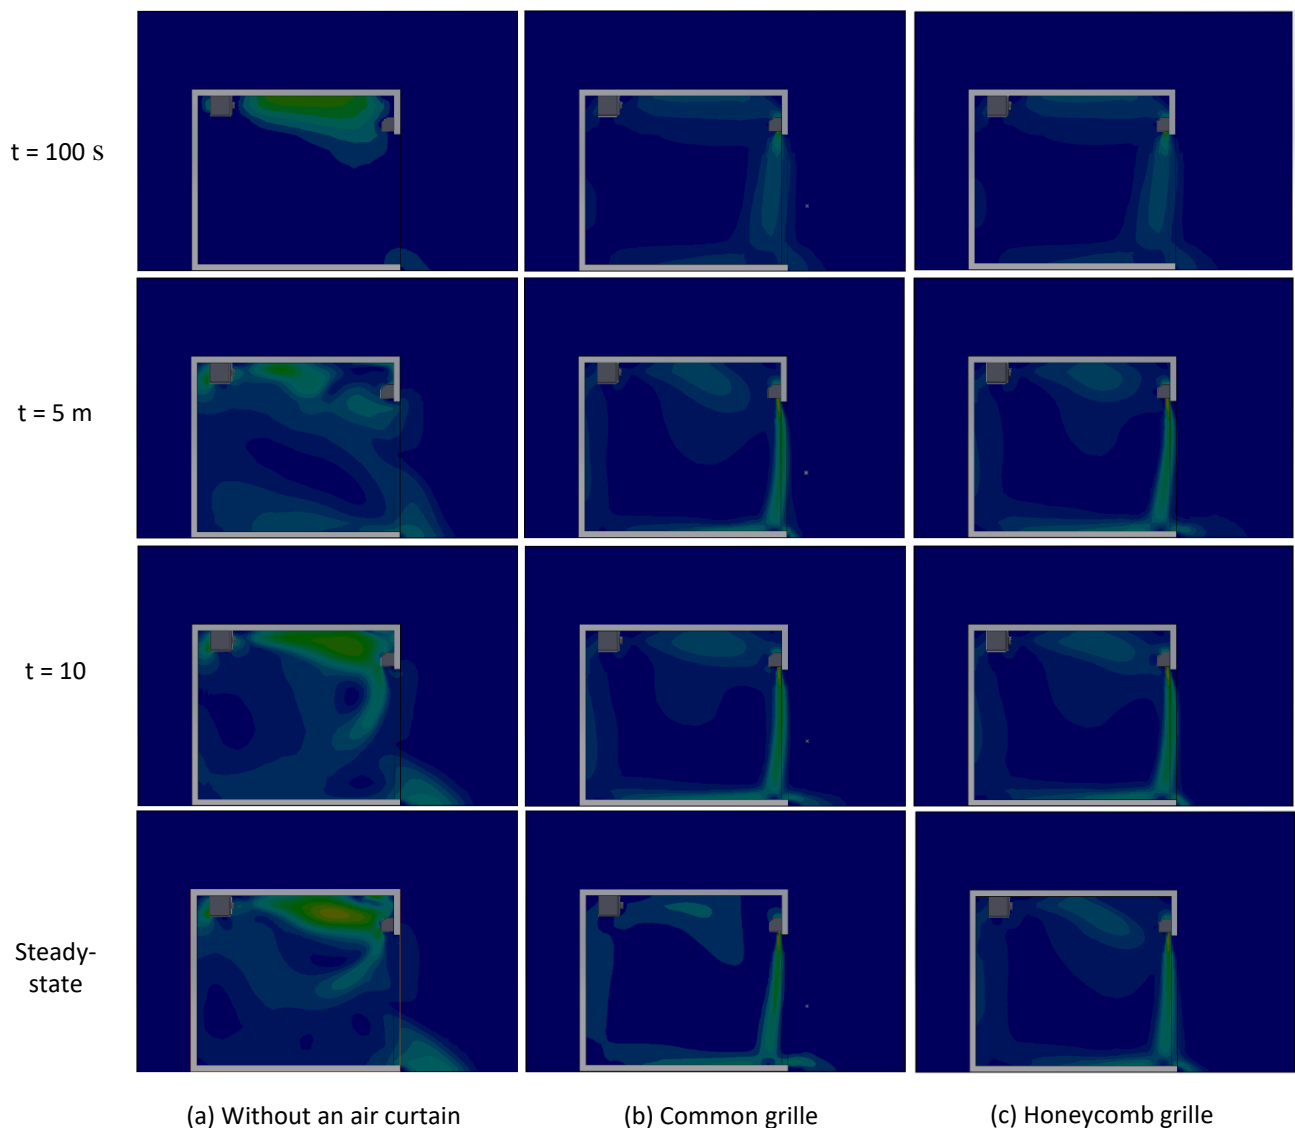 t = 100 s
t = 5 m
t = 10
Steady-
state
(a) Without an air curtain
(b) Common grille
(c) Honeycomb grille